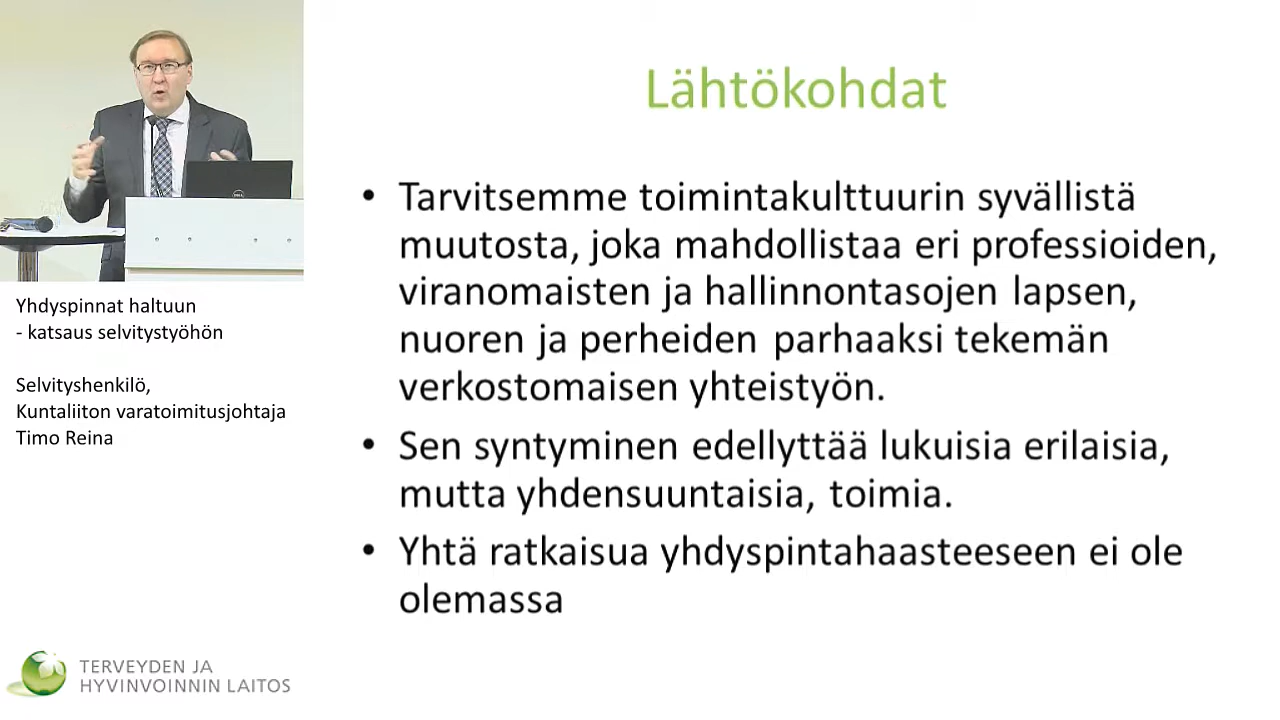 Lähtökohdat
• Tarvitsemme toimintakulttuurin syvällistä
muutosta, joka mahdollistaa eri professioiden,
viranomaisten ja hallinnontasojen lapsen,
nuoren ja perheiden parhaaksi tekemän
verkostomaisen yhteistyön.
• Sen syntyminen edellyttää lukuisia erilaisia,
mutta yhdensuuntaisia, toimia.
• Yhtä ratkaisua yhdyspintahaasteeseen ei ole
olemassa
Yhdyspinnat haltuun
- katsaus selvitystyöhön
Selvityshenkilö,
Kuntaliiton varatoimitusjohtaja
Timo Reina
TERVEYDEN JA
HYVINVOINNIN LAITOS
DELL